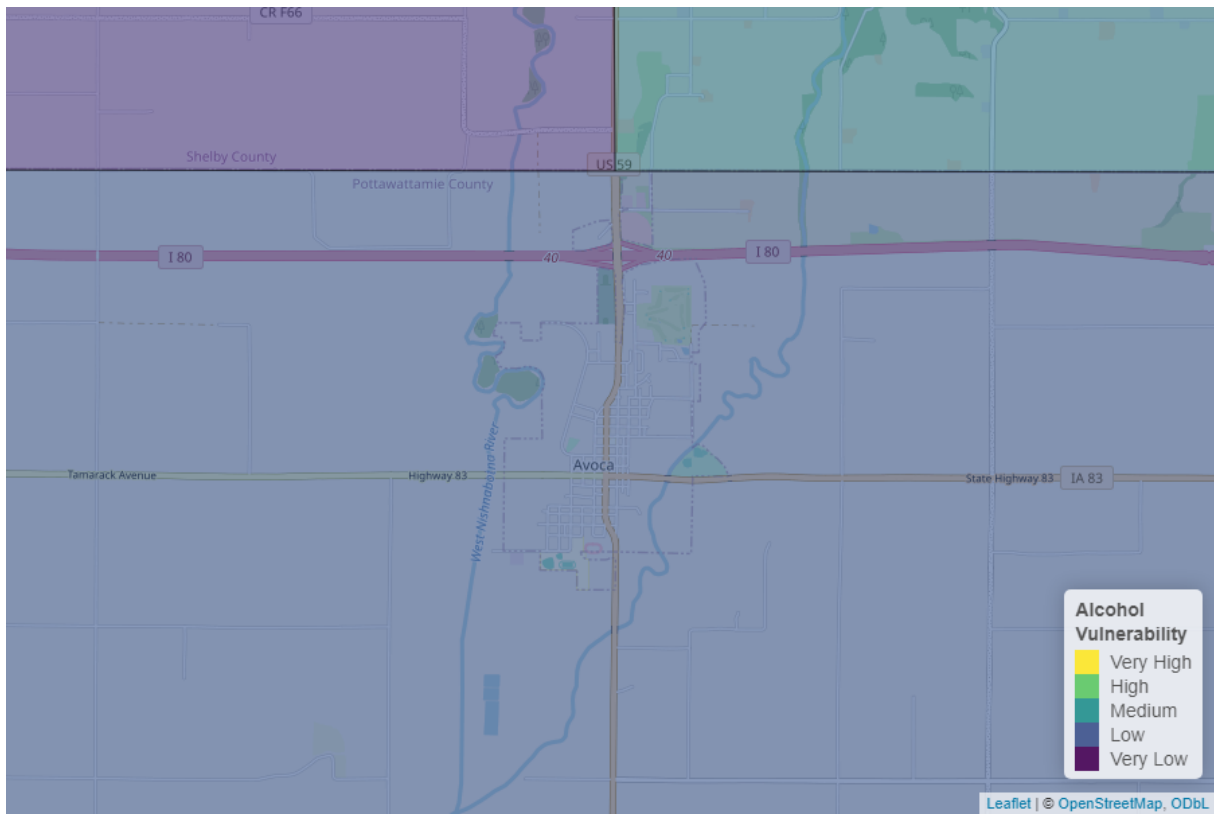 CR F66
Shelby County
US 59
Pottawattamie County
I 80
40
40
I 80
West Nishnabotna River
Avoca
Tamarack Avenue
Highway 83
State Highway 83
IA 83
Alcohol
Vulnerability
Very High
High
Medium
Low
Very Low
Leaflet | © OpenStreetMap, ODbL